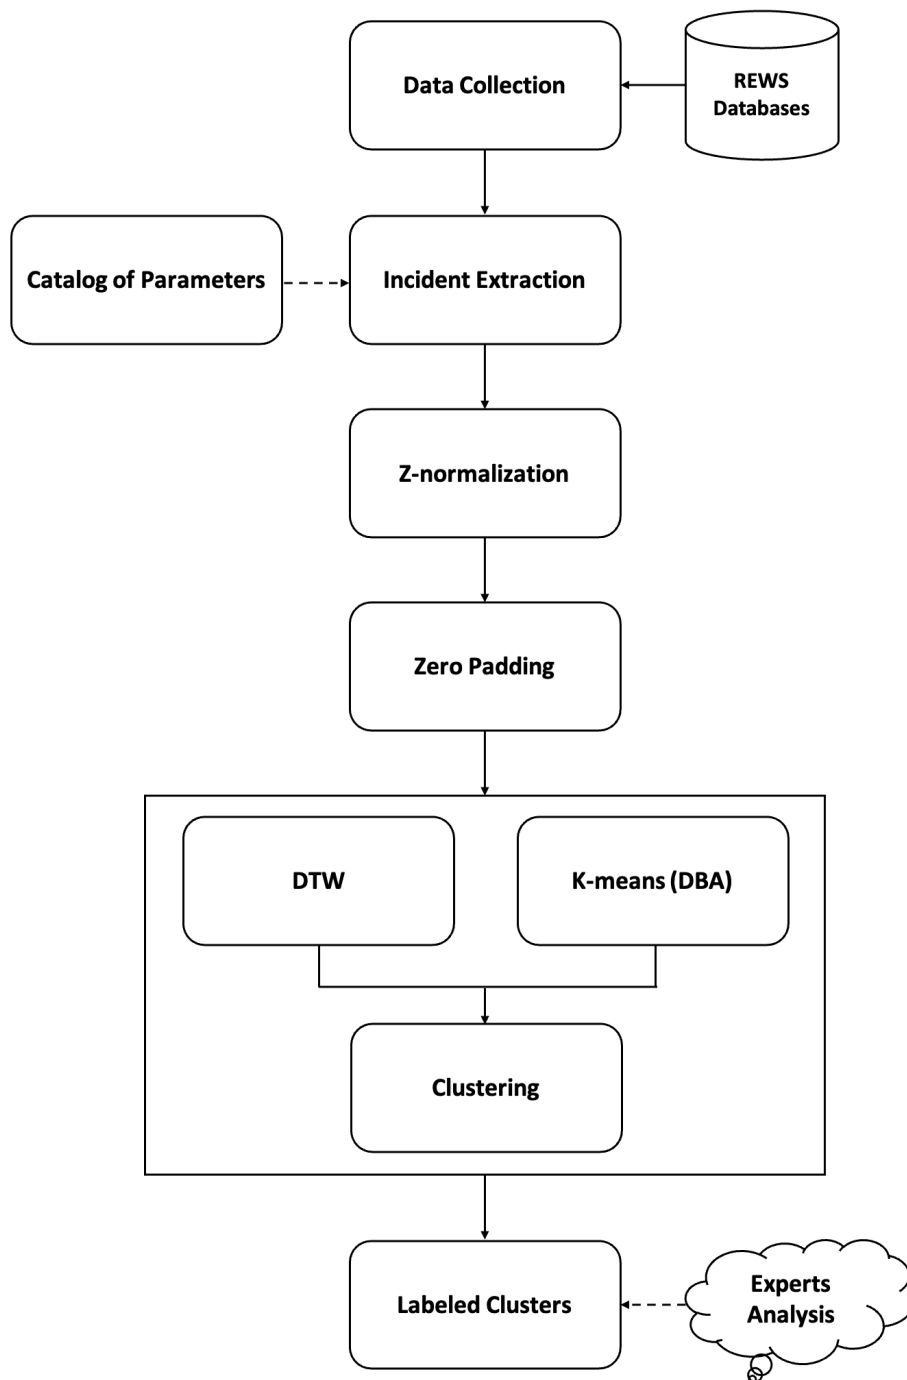 Data Collection
REWS
Databases
Catalog of Parameters
Incident Extraction
Z-normalization
Zero Padding
DTW
K-means (DBA)
Clustering
Labeled Clusters
Experts
Analysis